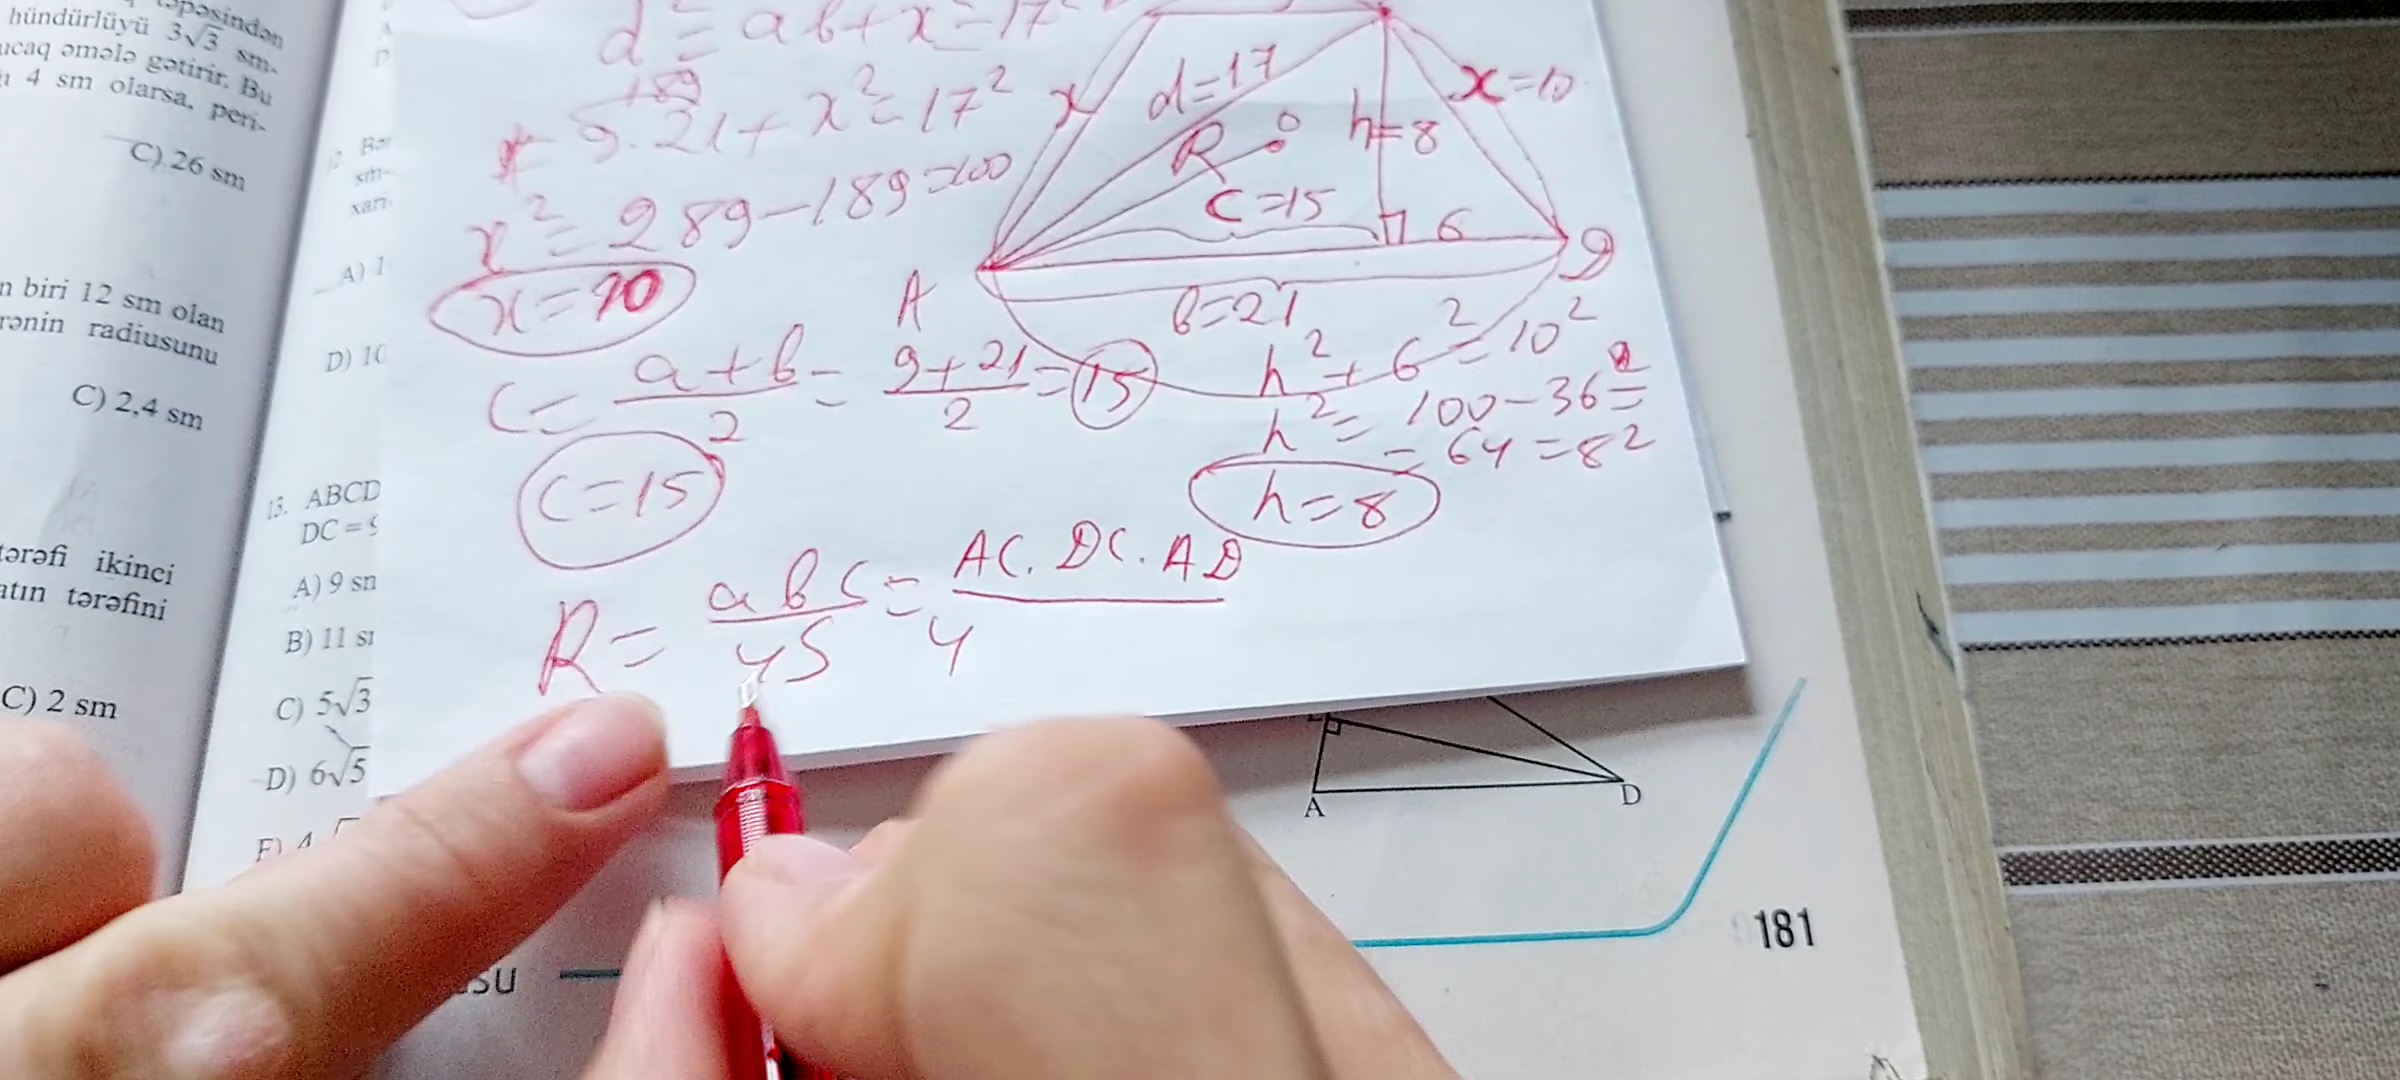 hündürlüyü 3√3 sm-
əmələ gətirir. Bu
4 sm olarsa, peri-
C) 26 sm
biri 12 sm olan
radiusunu
C) 2,4 sm
tərəfi ikinci
tərəfini
C) 2 sm
sm-
A) 1
D) 10
13. ABCD
DC = 9
A) 9 sm
B) 11 sm
C) 5√3
D) 6√5
d² = ab + x² = 17²
189
9·21 + x² = 17²
x² = 289 - 189 = 100
x = 10
c = (a + b)/2 = (9 + 21)/2 = 15
c = 15
x
d = 17
R
O
h = 8
x = 10
c = 15
6
A
D
b = 21
h² + 6² = 10²
h² = 100 - 36 =
= 64 = 8²
h = 8
R = abc/4S = AC. DC. AD/4
A
D
181